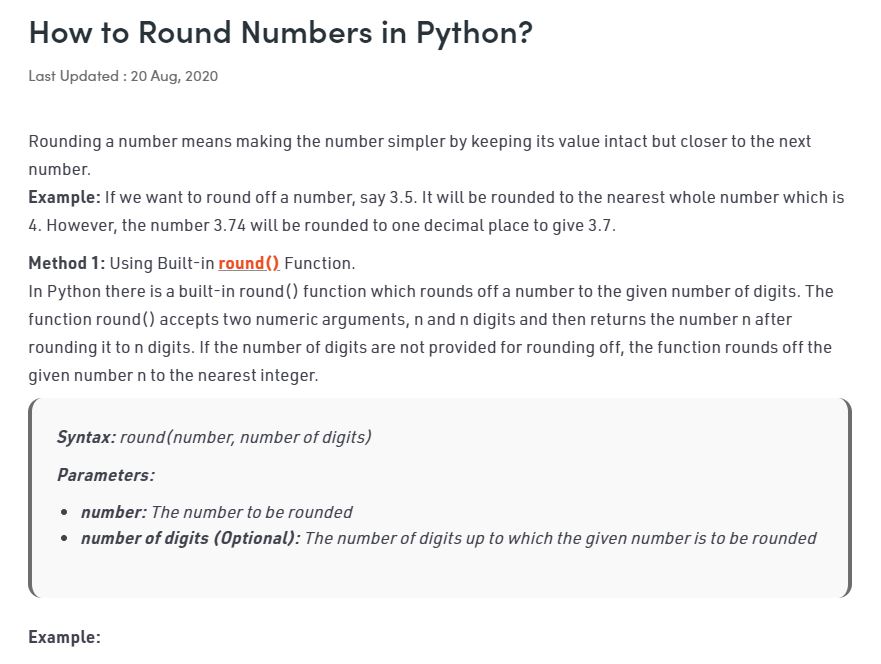 How to Round Numbers in Python?
Last Updated : 20 Aug, 2020
Rounding a number means making the number simpler by keeping its value intact but closer to the next
number.
Example: If we want to round off a number, say 3.5. It will be rounded to the nearest whole number which is
4. However, the number 3.74 will be rounded to one decimal place to give 3.7.
Method 1: Using Built-in round() Function.
In Python there is a built-in round() function which rounds off a number to the given number of digits. The
function round() accepts two numeric arguments, n and n digits and then returns the number n after
rounding it to n digits. If the number of digits are not provided for rounding off, the function rounds off the
given number n to the nearest integer.
Syntax: round(number, number of digits)
Parameters:
• number: The number to be rounded
• number of digits (Optional): The number of digits up to which the given number is to be rounded
Example: